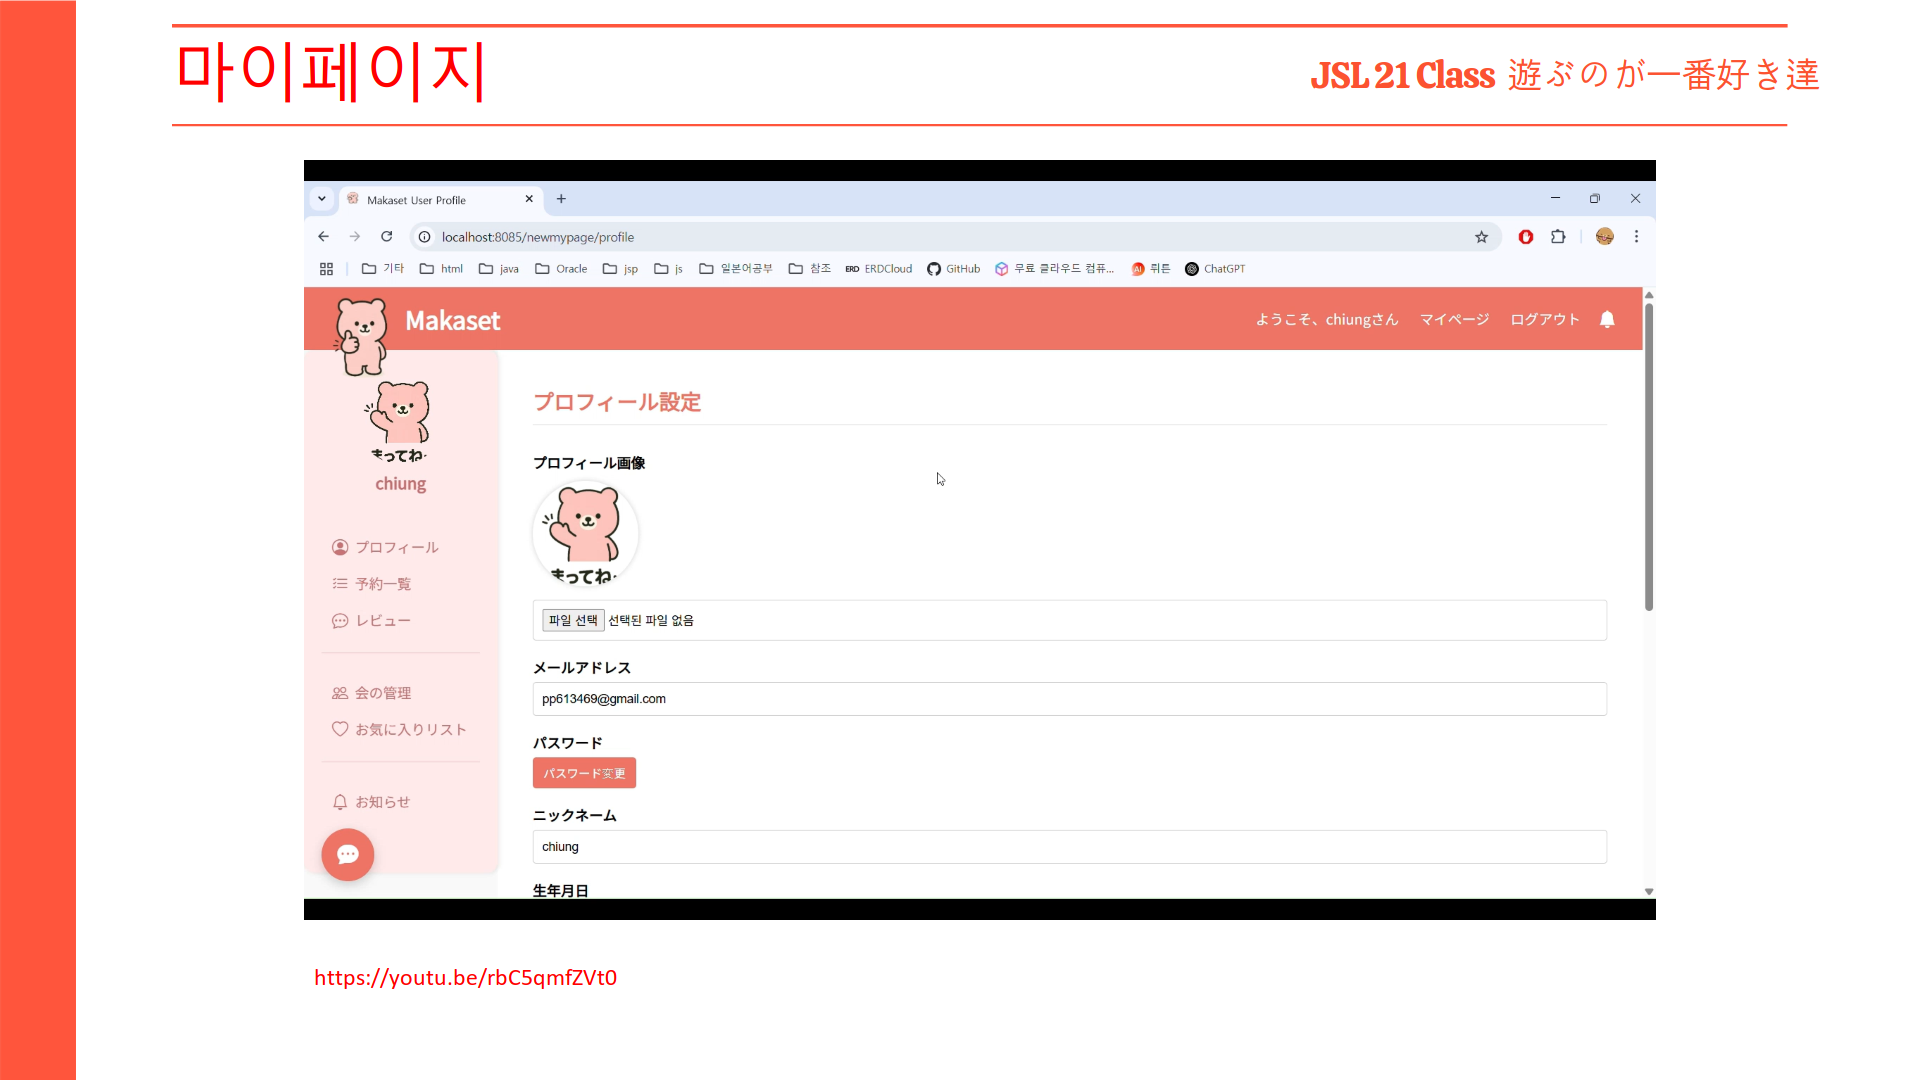 마이페이지
JSL 21 Class 遊ぶのが一番好き達
Makaset User Profile
localhost:8085/newmypage/profile
기타 html java Oracle jsp js 일본어공부 참조 ERD ERDCloud GitHub 무료 클라우드 컴퓨... 뤼튼 ChatGPT
Makaset
ようこそ、chiungさん マイページ ログアウト
まってね~
chiung
プロフィール
予約一覧
レビュー
会の管理
お気に入りリスト
お知らせ
プロフィール設定
プロフィール画像
まってね~
파일 선택 선택된 파일 없음
メールアドレス
pp613469@gmail.com
パスワード
パスワード変更
ニックネーム
chiung
生年月日
https://youtu.be/rbC5qmfZVt0